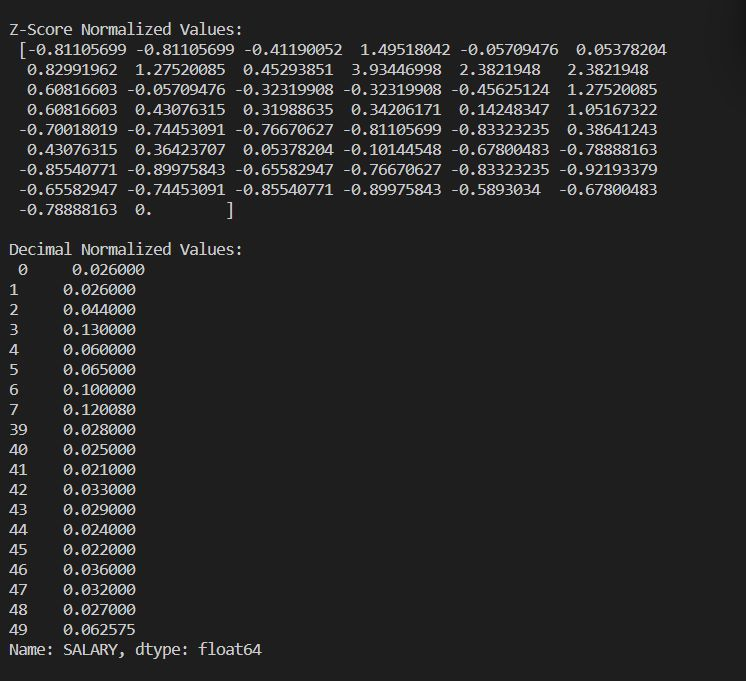 Z-Score Normalized Values:
[-0.81105699 -0.81105699 -0.41190052 1.49518042 -0.05709476 0.05378204
0.82991962 1.27520085 0.45293851 3.93446998 2.3821948 2.3821948
0.60816603 -0.05709476 -0.32319908 -0.32319908 -0.45625124 1.27520085
0.60816603 0.43076315 0.31988635 0.34206171 0.14248347 1.05167322
-0.70018019 -0.74453091 -0.76670627 -0.81105699 -0.83323235 0.38641243
0.43076315 0.36423707 0.05378204 -0.10144548 -0.67800483 -0.78888163
-0.85540771 -0.89975843 -0.65582947 -0.76670627 -0.83323235 -0.92193379
-0.65582947 -0.74453091 -0.85540771 -0.89975843 -0.5893034 -0.67800483
-0.78888163 0. ]
Decimal Normalized Values:
0 0.026000
1 0.026000
2 0.044000
3 0.130000
4 0.060000
5 0.065000
6 0.100000
7 0.120080
39 0.028000
40 0.025000
41 0.021000
42 0.033000
43 0.029000
44 0.024000
45 0.022000
46 0.036000
47 0.032000
48 0.027000
49 0.062575
Name: SALARY, dtype: float64